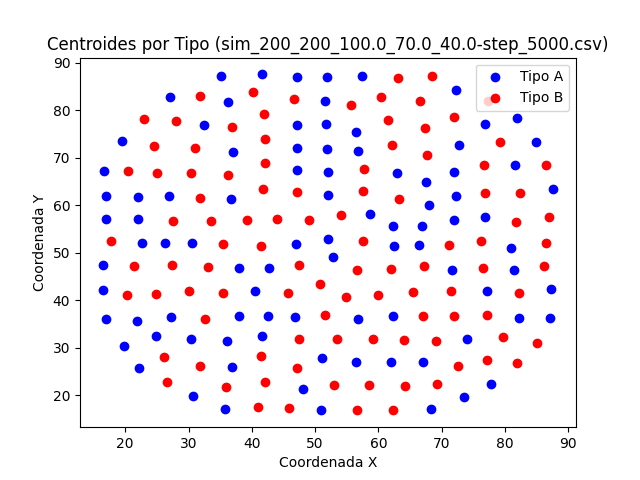 Centroides por Tipo (sim_200_200_100.0_70.0_40.0-step_5000.csv)
Tipo A
Tipo B
90
80
70
60
50
40
30
20
Coordenada Y
20 30 40 50 60 70 80 90
Coordenada X